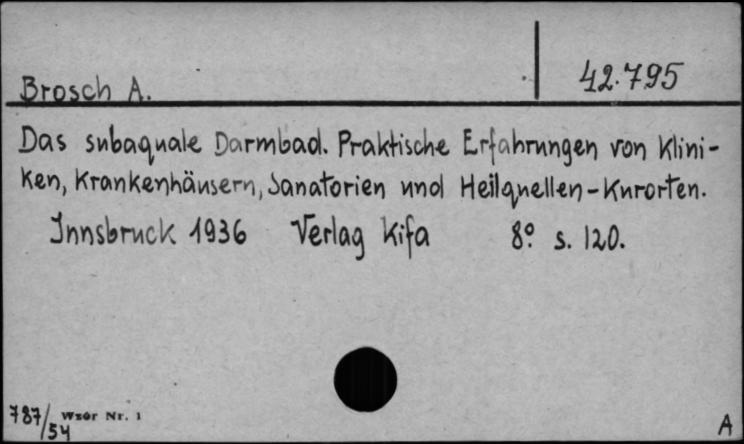 Brosch A.
42.795
Das subaquale Darmbad. Praktische Erfahrungen von Klini-
ken, Krankenhäusern, Sanatorien und Heilquellen-Kurorten.
Innsbruck 1936 Verlag Kifa 8° s. 120.
787/54
Wzór Nr. 1
A